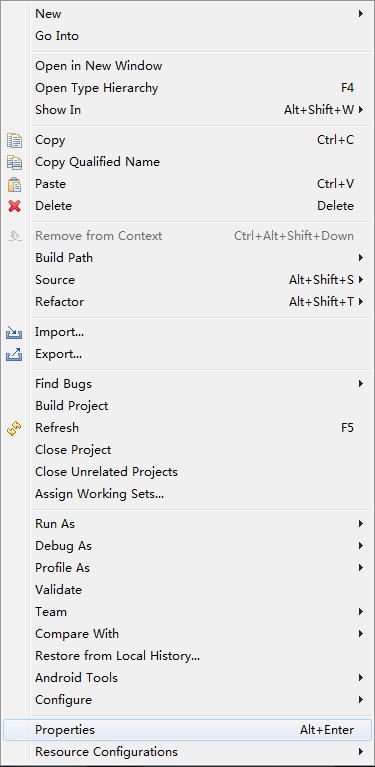 New
Go Into
Open in New Window
Open Type Hierarchy F4
Show In Alt+Shift+W
Copy Ctrl+C
Copy Qualified Name
Paste Ctrl+V
Delete Delete
Remove from Context Ctrl+Alt+Shift+Down
Build Path
Source Alt+Shift+S
Refactor Alt+Shift+T
Import...
Export...
Find Bugs
Build Project
Refresh F5
Close Project
Close Unrelated Projects
Assign Working Sets...
Run As
Debug As
Profile As
Validate
Team
Compare With
Restore from Local History...
Android Tools
Configure
Properties Alt+Enter
Resource Configurations